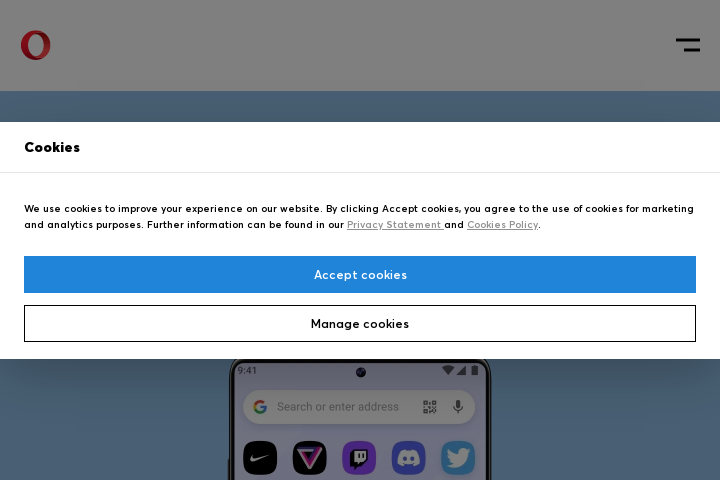 Cookies
We use cookies to improve your experience on our website. By clicking Accept cookies, you agree to the use of cookies for marketing
and analytics purposes. Further information can be found in our Privacy Statement and Cookies Policy.
Accept cookies
Manage cookies
9:41
Search or enter address